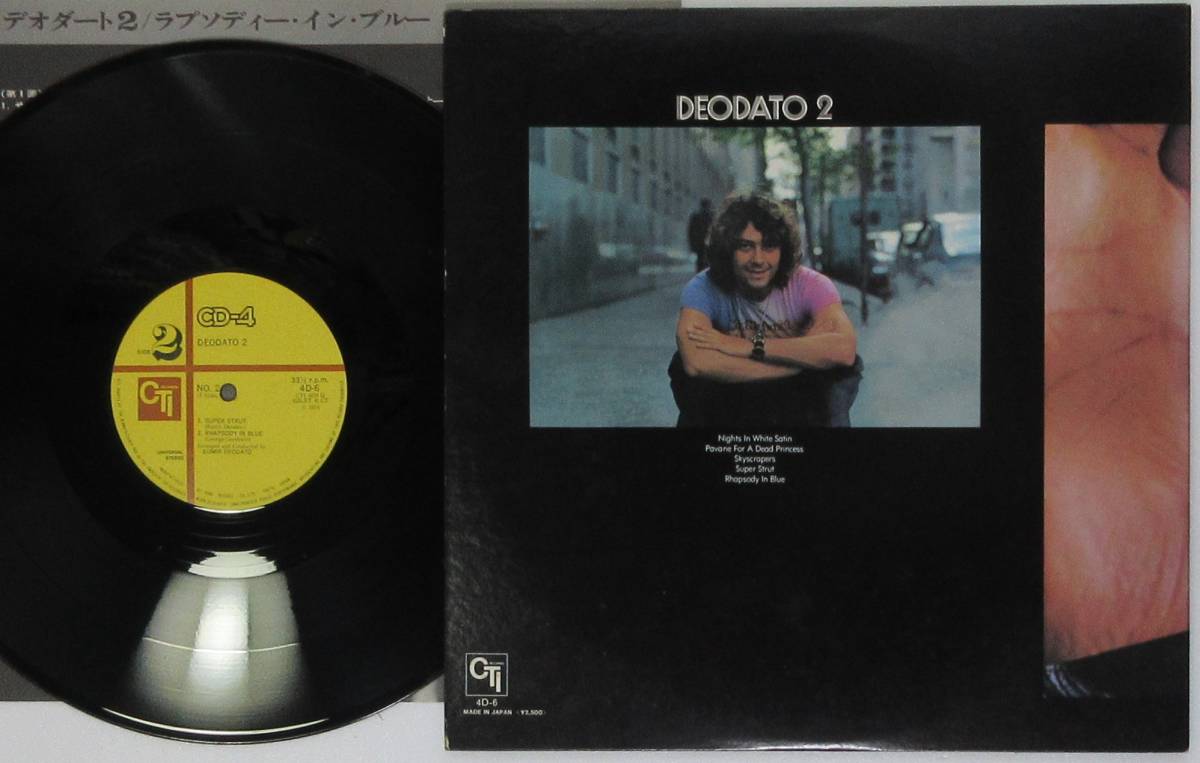 デオダート2/ラプソディー・イン・ブルー
DEODATO 2
Nights In White Satin
Pavane For A Dead Princess
Skyscrapers
Super Strut
Rhapsody In Blue
CTI
4D-6
MADE IN JAPAN (¥2,500)
CD-4
SIDE 2
DEODATO 2
CTI
NO. 2
33⅓ r.p.m.
4D-6
1. SUPER STRUT
2. RHAPSODY IN BLUE
Arranged and Conducted by
EUMIR DEODATO
UNIVERSAL
STEREO